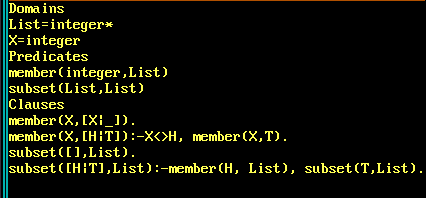 Domains
List=integer*
X=integer
Predicates
member(integer,List)
subset(List,List)
Clauses
member(X,[X|_]).
member(X,[H|T]):-X<>H, member(X,T).
subset([],List).
subset([H|T],List):-member(H, List), subset(T,List).